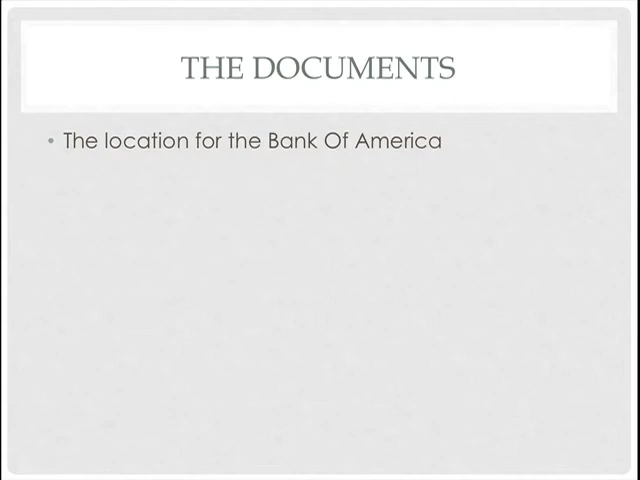 THE DOCUMENTS
• The location for the Bank Of America